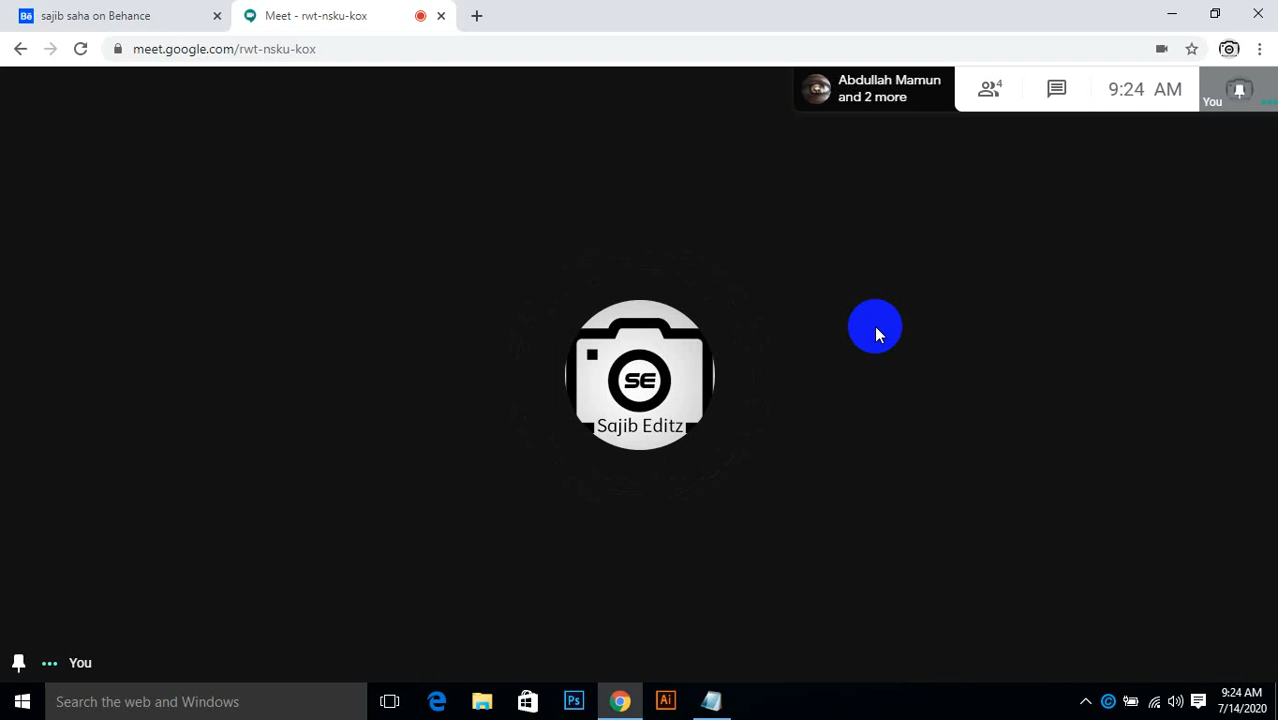 sajib saha on Behance
Meet - rwt-nsku-kox
meet.google.com/rwt-nsku-kox
Abdullah Mamun
and 2 more
4
9:24 AM
You
SE
Sajib Editz
You
Search the web and Windows
Ps
Ai
9:24 AM
7/14/2020